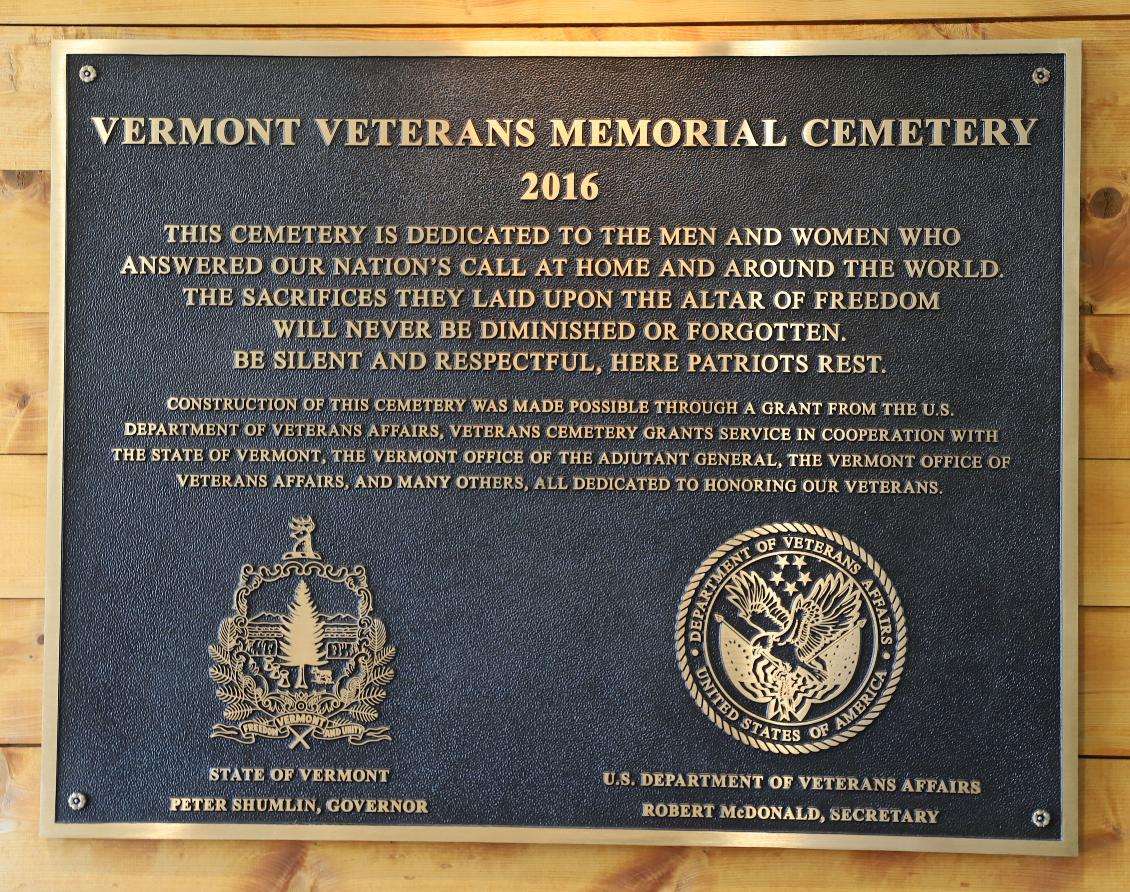 VERMONT VETERANS MEMORIAL CEMETERY
2016
THIS CEMETERY IS DEDICATED TO THE MEN AND WOMEN WHO
ANSWERED OUR NATION'S CALL AT HOME AND AROUND THE WORLD.
THE SACRIFICES THEY LAID UPON THE ALTAR OF FREEDOM
WILL NEVER BE DIMINISHED OR FORGOTTEN.
BE SILENT AND RESPECTFUL, HERE PATRIOTS REST.
CONSTRUCTION OF THIS CEMETERY WAS MADE POSSIBLE THROUGH A GRANT FROM THE U.S.
DEPARTMENT OF VETERANS AFFAIRS, VETERANS CEMETERY GRANTS SERVICE IN COOPERATION WITH
THE STATE OF VERMONT, THE VERMONT OFFICE OF THE ADJUTANT GENERAL, THE VERMONT OFFICE OF
VETERANS AFFAIRS, AND MANY OTHERS, ALL DEDICATED TO HONORING OUR VETERANS.
FREEDOM VERMONT AND UNITY
STATE OF VERMONT
PETER SHUMLIN, GOVERNOR
DEPARTMENT OF VETERANS AFFAIRS
UNITED STATES OF AMERICA
U.S. DEPARTMENT OF VETERANS AFFAIRS
ROBERT McDONALD, SECRETARY